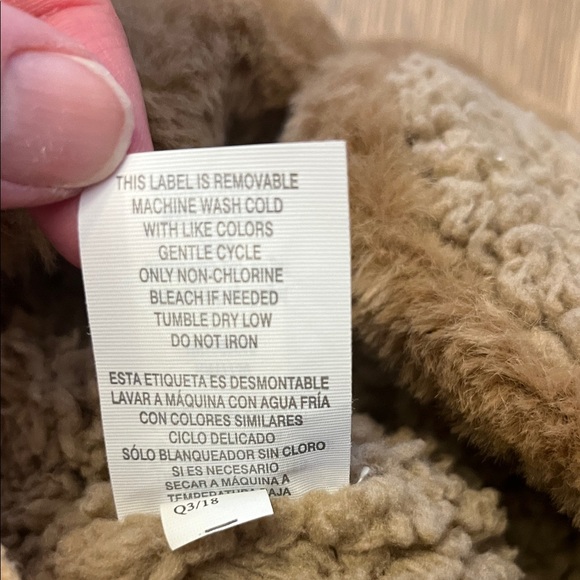 THIS LABEL IS REMOVABLE
MACHINE WASH COLD
WITH LIKE COLORS
GENTLE CYCLE
ONLY NON-CHLORINE
BLEACH IF NEEDED
TUMBLE DRY LOW
DO NOT IRON
ESTA ETIQUETA ES DESMONTABLE
LAVAR A MÁQUINA CON AGUA FRÍA
CON COLORES SIMILARES
CICLO DELICADO
SÓLO BLANQUEADOR SIN CLORO
SI ES NECESARIO
SECAR A MÁQUINA A
TEMPERATURA BAJA
Q3/18